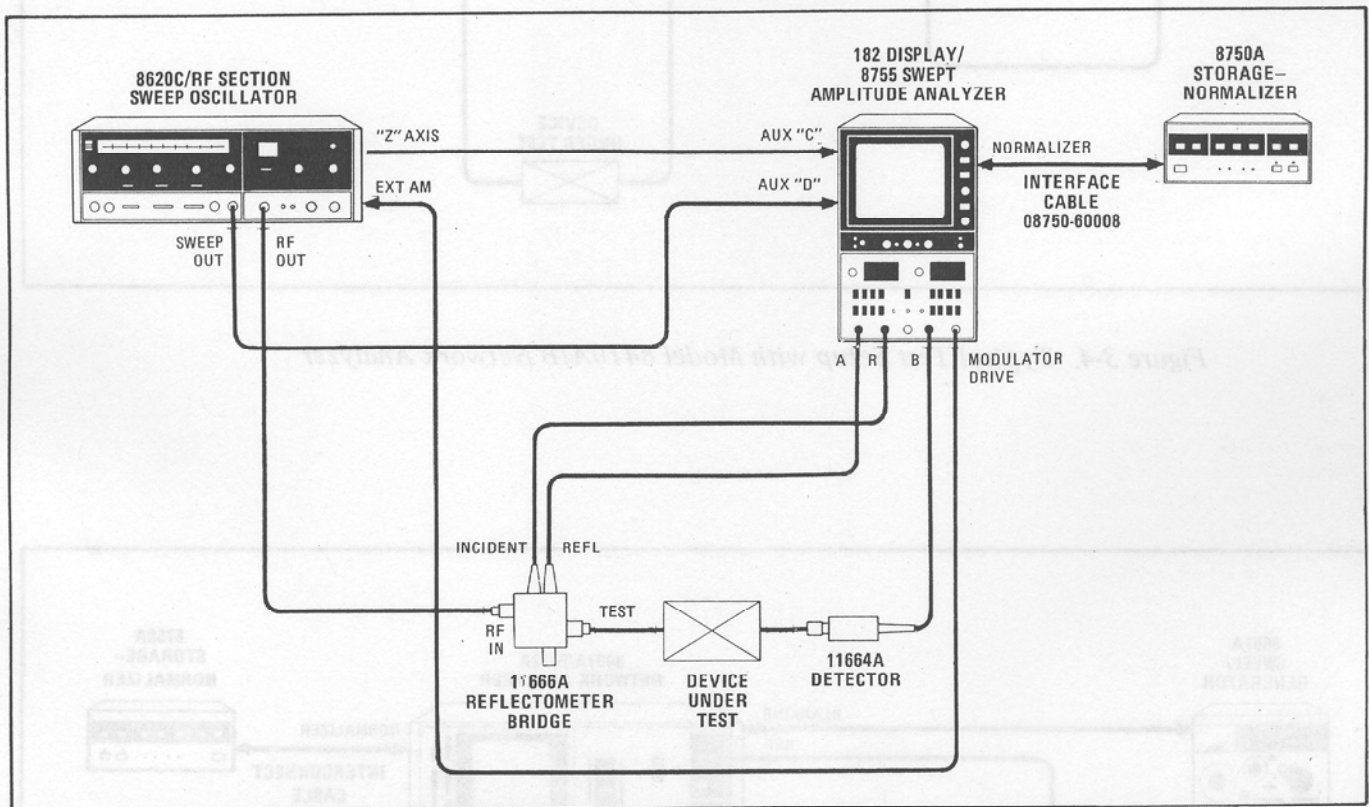 8620C/RF SECTION
SWEEP OSCILLATOR
182 DISPLAY/
8755 SWEPT
AMPLITUDE ANALYZER
8750A
STORAGE–
NORMALIZER
"Z" AXIS
AUX "C"
NORMALIZER
EXT AM
AUX "D"
INTERFACE
CABLE
08750-60008
SWEEP
OUT
RF
OUT
A
R
B
MODULATOR
DRIVE
INCIDENT
REFL
TEST
RF
IN
11666A
REFLECTOMETER
BRIDGE
DEVICE
UNDER
TEST
11664A
DETECTOR